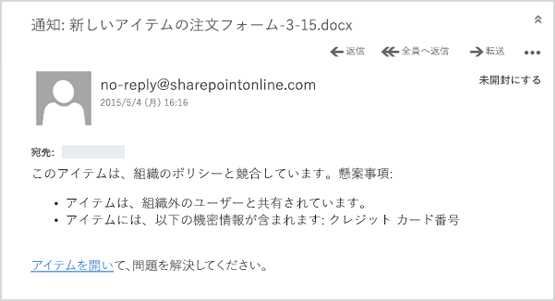 通知: 新しいアイテムの注文フォーム-3-15.docx
返信 全員へ返信 転送 •••
no-reply@sharepointonline.com
未開封にする
2015/5/4 (月) 16:16
宛先:
このアイテムは、組織のポリシーと競合しています。懸案事項:
• アイテムは、組織外のユーザーと共有されています。
• アイテムには、以下の機密情報が含まれます: クレジット カード番号
アイテムを開いて、問題を解決してください。